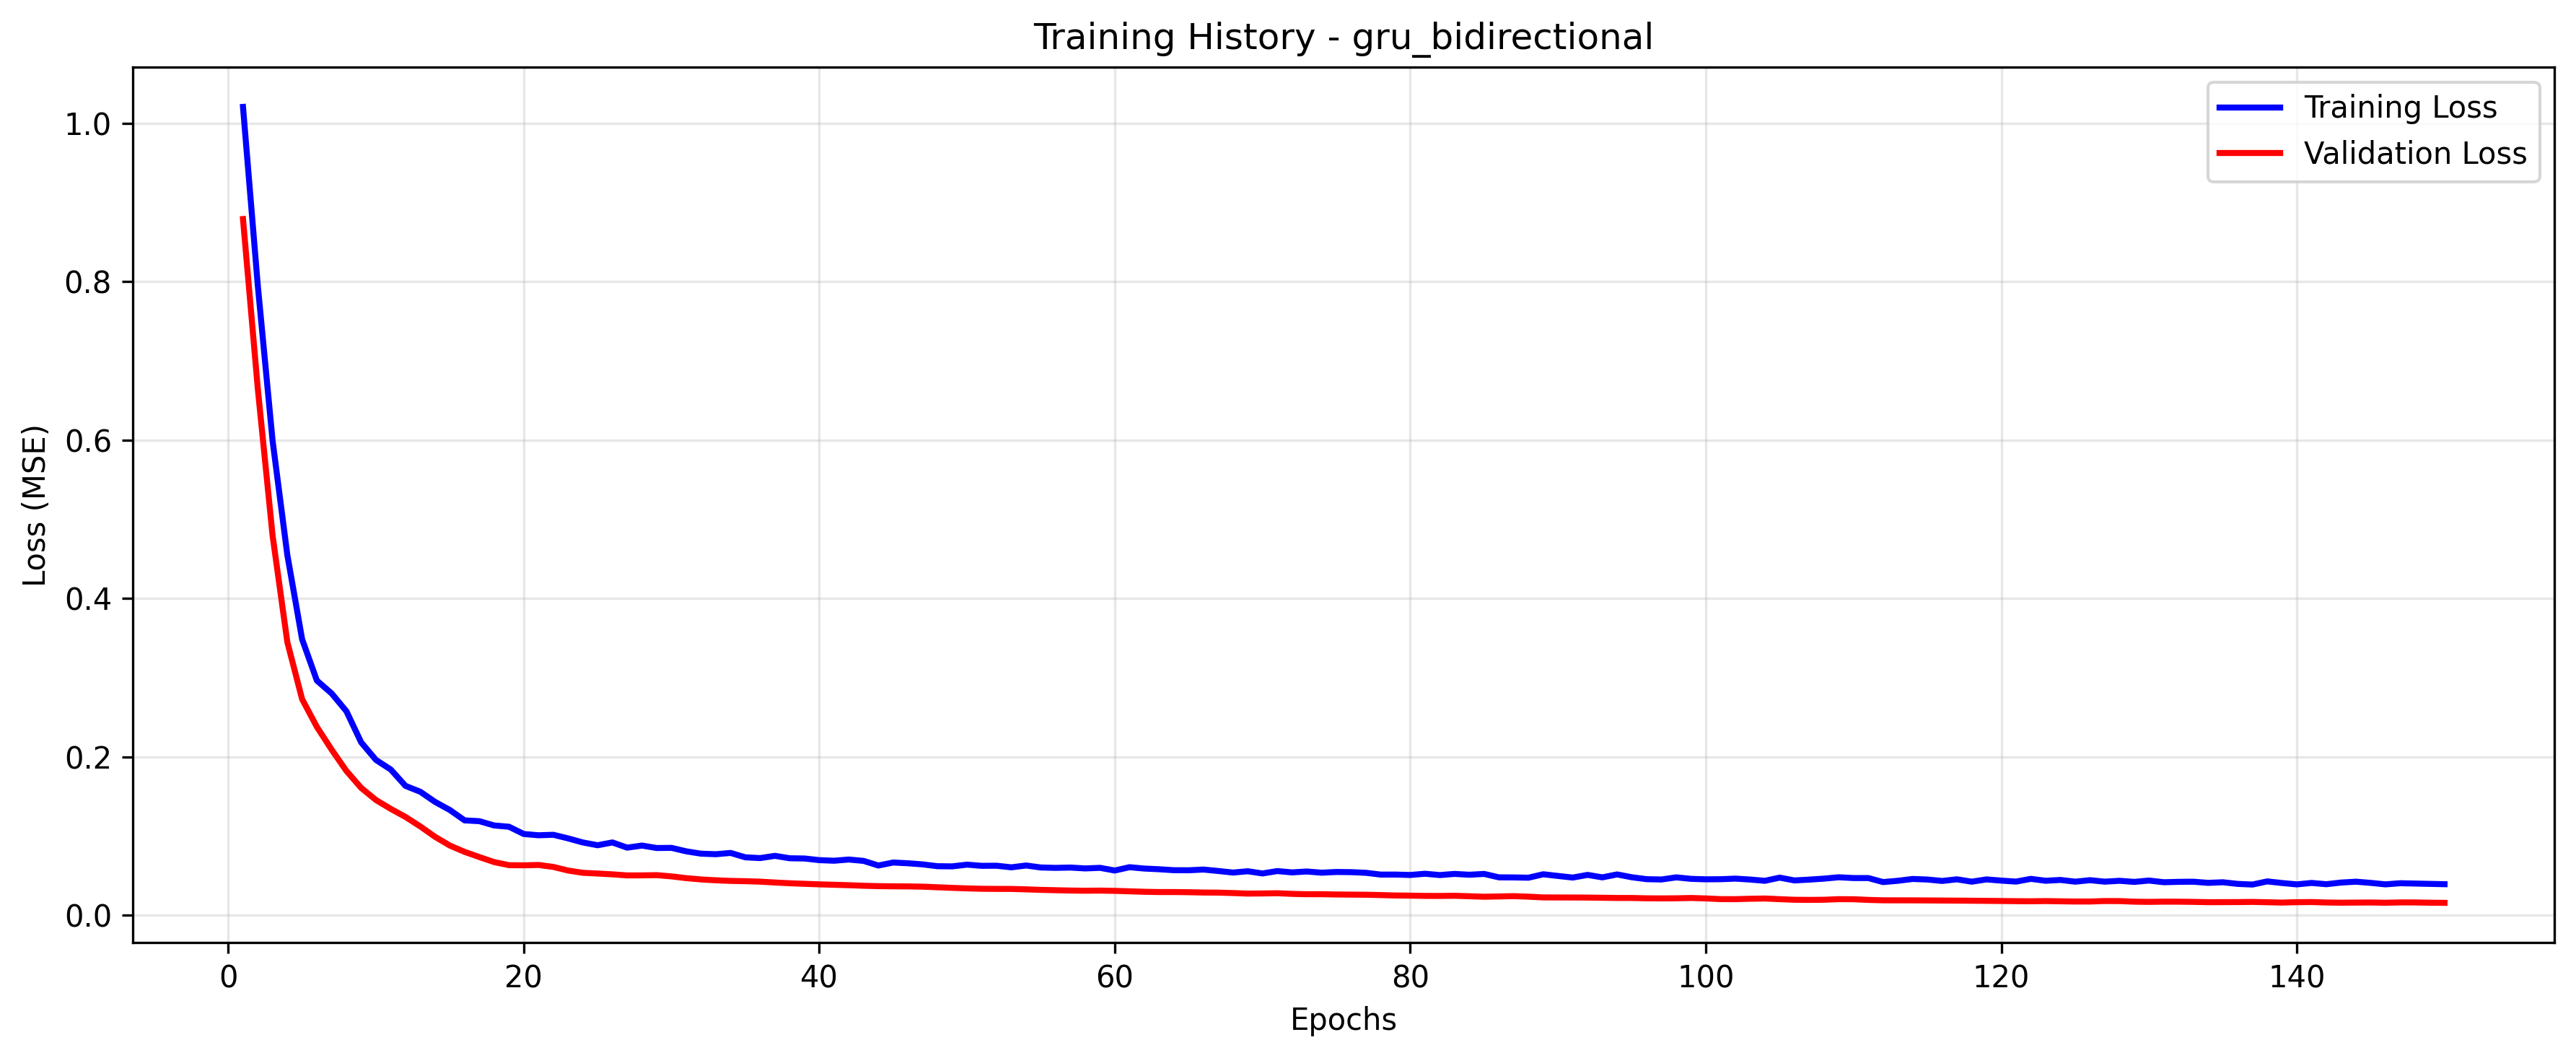 Training History - gru_bidirectional
Training Loss
Validation Loss
Loss (MSE)
1.0
0.8
0.6
0.4
0.2
0.0
0 20 40 60 80 100 120 140
Epochs